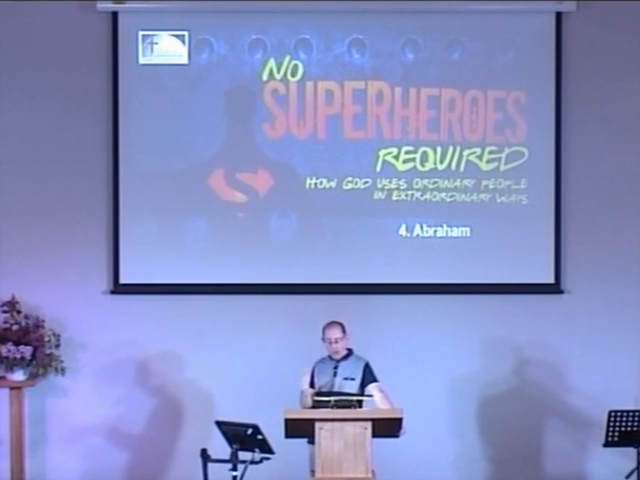 NO
SUPERHEROES
REQUIRED
HOW GOD USES ORDINARY PEOPLE
IN EXTRAORDINARY WAYS
4. Abraham